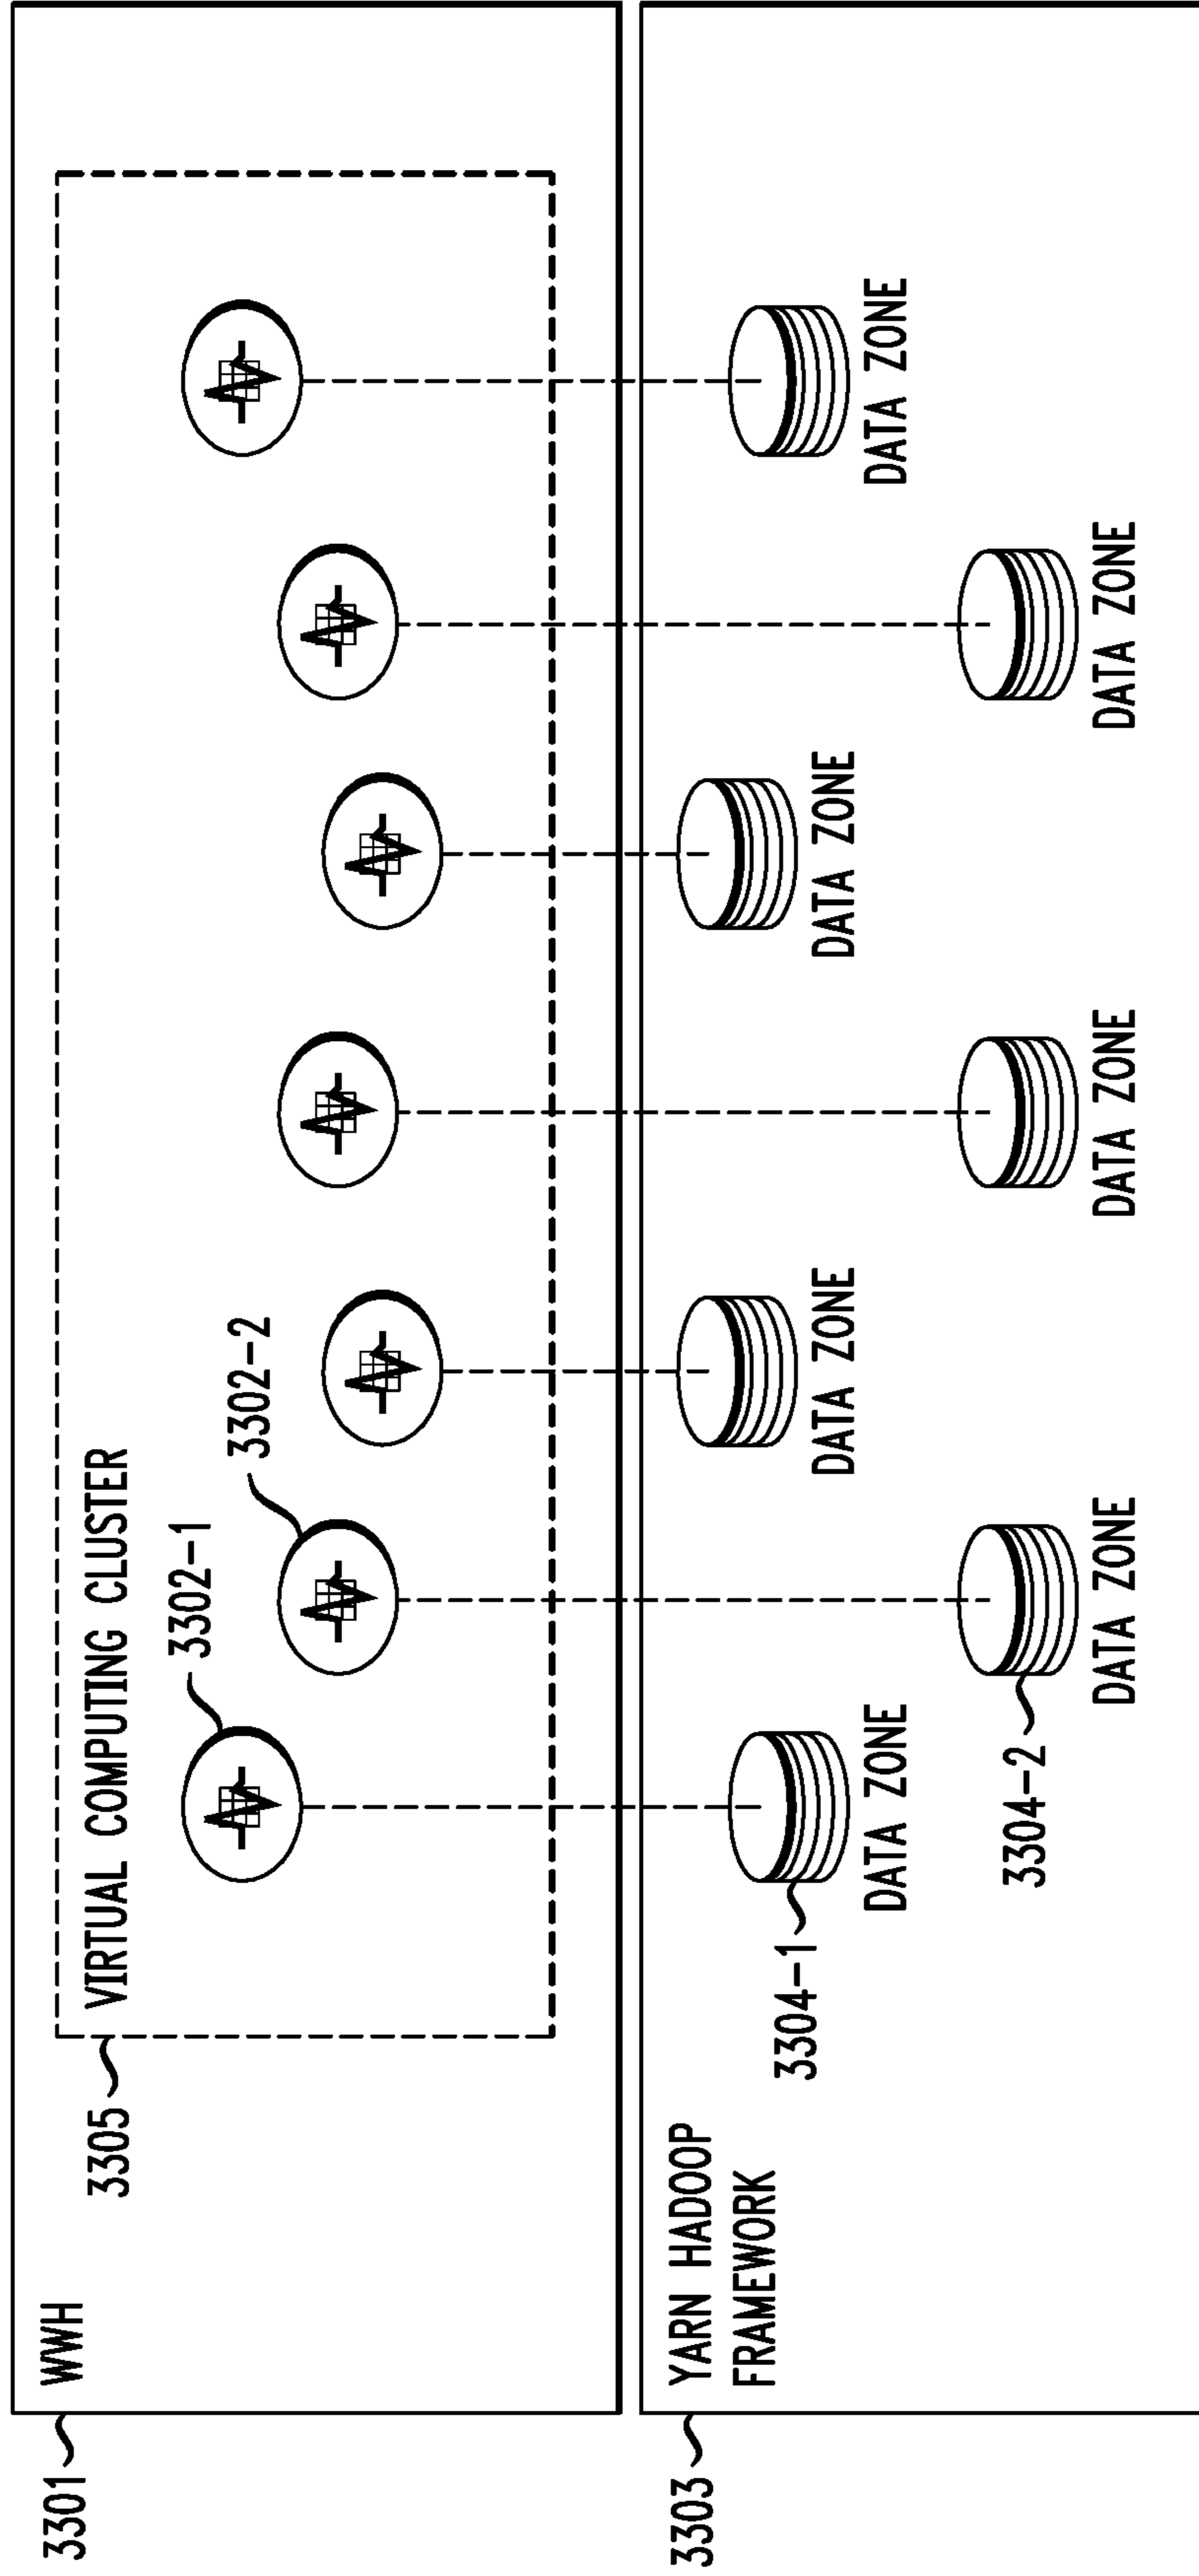 3301
WWH
3305
VIRTUAL COMPUTING CLUSTER
3302-1
3302-2
3303
YARN HADOOP
FRAMEWORK
3304-1
DATA ZONE
DATA ZONE
DATA ZONE
DATA ZONE
3304-2
DATA ZONE
DATA ZONE
DATA ZONE